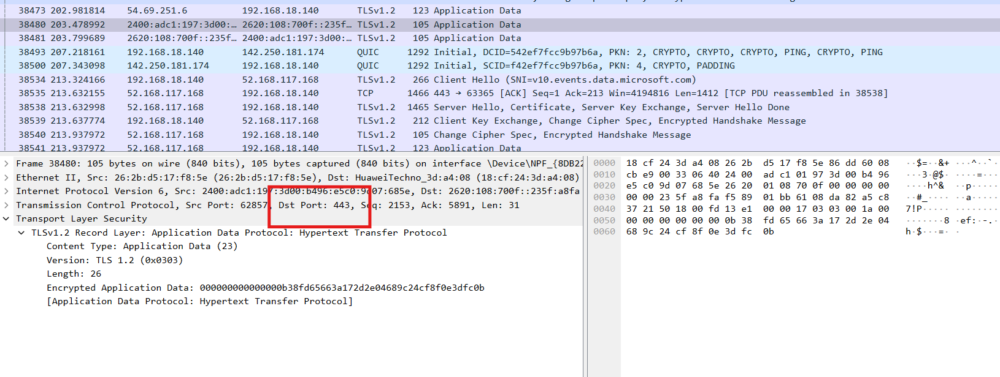 38473 202.981814 54.69.251.6 192.168.18.140 TLSv1.2 123 Application Data
38480 203.478992 2400:adc1:197:3d00:… 2620:108:700f::235f… TLSv1.2 105 Application Data
38481 203.799689 2620:108:700f::235f… 2400:adc1:197:3d00:… TLSv1.2 105 Application Data
38493 207.218161 192.168.18.140 142.250.181.174 QUIC 1292 Initial, DCID=542ef7fcc9b97b6a, PKN: 2, CRYPTO, CRYPTO, CRYPTO, PING, CRYPTO, PING
38500 207.343098 142.250.181.174 192.168.18.140 QUIC 1292 Initial, SCID=f42ef7fcc9b97b6a, PKN: 4, CRYPTO, PADDING
38534 213.324166 192.168.18.140 52.168.117.168 TLSv1.2 266 Client Hello (SNI=v10.events.data.microsoft.com)
38535 213.632155 52.168.117.168 192.168.18.140 TCP 1466 443 → 63365 [ACK] Seq=1 Ack=213 Win=4194816 Len=1412 [TCP PDU reassembled in 38538]
38538 213.632998 52.168.117.168 192.168.18.140 TLSv1.2 1465 Server Hello, Certificate, Server Key Exchange, Server Hello Done
38539 213.637774 192.168.18.140 52.168.117.168 TLSv1.2 212 Client Key Exchange, Change Cipher Spec, Encrypted Handshake Message
38540 213.937972 52.168.117.168 192.168.18.140 TLSv1.2 105 Change Cipher Spec, Encrypted Handshake Message
38541 213.937972 52.168.117.168 192.168.18.140 TLSv1.2 123 Application Data
Frame 38480: 105 bytes on wire (840 bits), 105 bytes captured (840 bits) on interface \Device\NPF_{8DB22
Ethernet II, Src: 26:2b:d5:17:f8:5e (26:2b:d5:17:f8:5e), Dst: HuaweiTechno_3d:a4:08 (18:cf:24:3d:a4:08)
Internet Protocol Version 6, Src: 2400:adc1:197:3d00:b496:e5c0:9d07:685e, Dst: 2620:108:700f::235f:a8fa
Transmission Control Protocol, Src Port: 62857, Dst Port: 443, Seq: 2153, Ack: 5891, Len: 31
Transport Layer Security
TLSv1.2 Record Layer: Application Data Protocol: Hypertext Transfer Protocol
Content Type: Application Data (23)
Version: TLS 1.2 (0x0303)
Length: 26
Encrypted Application Data: 000000000000000b38fd65663a172d2e04689c24cf8f0e3dfc0b
[Application Data Protocol: Hypertext Transfer Protocol]
0000 18 cf 24 3d a4 08 26 2b d5 17 f8 5e 86 dd 60 08 ··$=··&+ ···^··`·
0010 cb e9 00 33 06 40 24 00 ad c1 01 97 3d 00 b4 96 ···3·@$· ····=···
0020 e5 c0 9d 07 68 5e 26 20 01 08 70 0f 00 00 00 00 ····h^& ··p·····
0030 00 00 23 5f a8 fa f5 89 01 bb 61 08 da 82 a5 c8 ··#_···· ··a·····
0040 37 21 50 18 00 fd 13 e1 00 00 17 03 03 00 1a 00 7!P····· ········
0050 00 00 00 00 00 00 0b 38 fd 65 66 3a 17 2d 2e 04 ·······8 ·ef:·-.·
0060 68 9c 24 cf 8f 0e 3d fc 0b h·$···=· ·